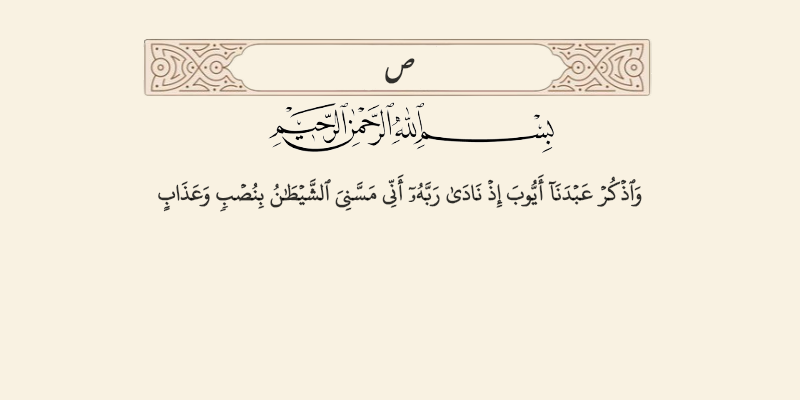 ص
بِسْمِ ٱللَّهِ ٱلرَّحْمَٰنِ ٱلرَّحِيمِ
وَٱذْكُرْ عَبْدَنَآ أَيُّوبَ إِذْ نَادَىٰ رَبَّهُۥٓ أَنِّى مَسَّنِىَ ٱلشَّيْطَـٰنُ بِنُصْبٍۢ وَعَذَابٍ